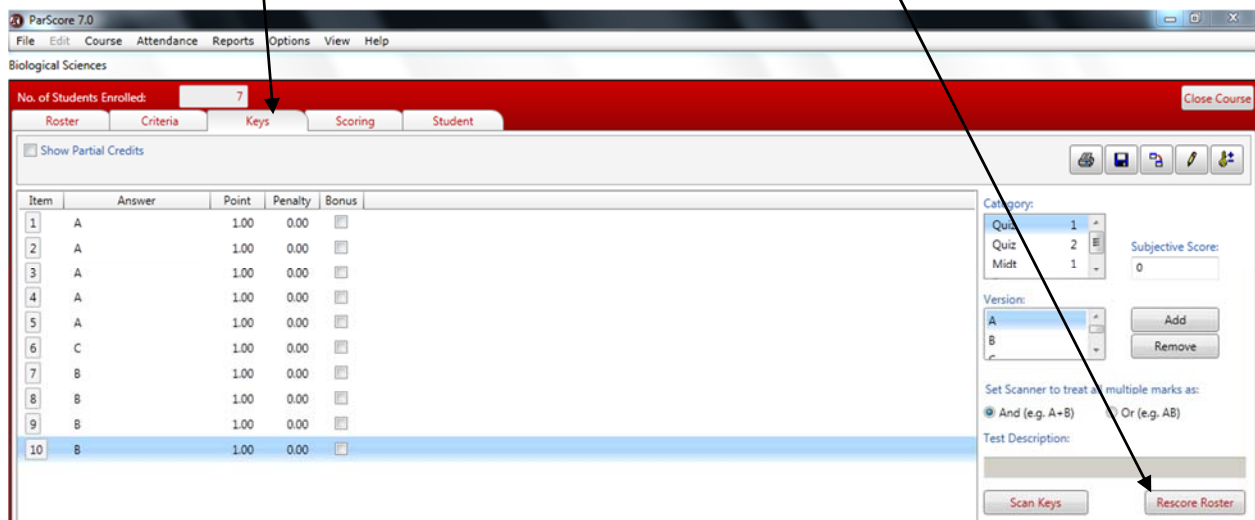 ParScore 7.0
File Edit Course Attendance Reports Options View Help
Biological Sciences
No. of Students Enrolled: 7
Close Course
Roster Criteria Keys Scoring Student
Show Partial Credits
Item Answer Point Penalty Bonus
1 A 1.00 0.00
2 A 1.00 0.00
3 A 1.00 0.00
4 A 1.00 0.00
5 A 1.00 0.00
6 C 1.00 0.00
7 B 1.00 0.00
8 B 1.00 0.00
9 B 1.00 0.00
10 B 1.00 0.00
Category:
Quiz 1
Quiz 2
Midt 1
Subjective Score:
0
Version:
A
B
Add
Remove
Set Scanner to treat all multiple marks as:
And (e.g. A+B) Or (e.g. AB)
Test Description:
Scan Keys Rescore Roster